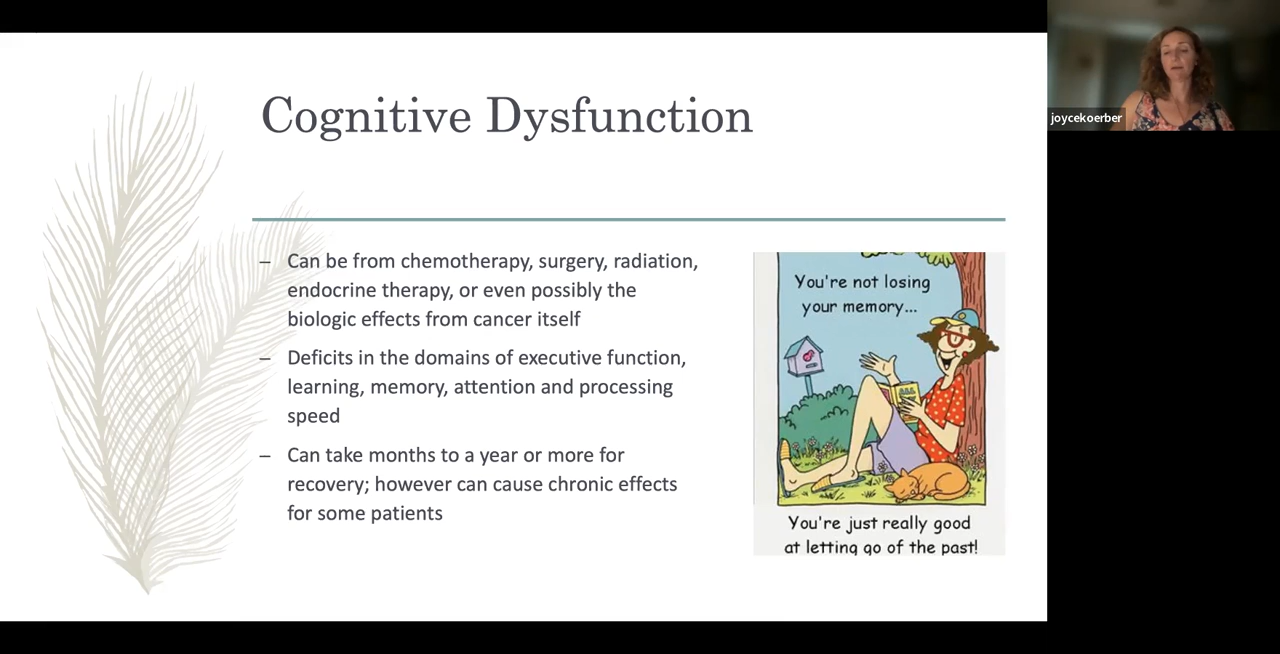 Cognitive Dysfunction
– Can be from chemotherapy, surgery, radiation,
endocrine therapy, or even possibly the
biologic effects from cancer itself
– Deficits in the domains of executive function,
learning, memory, attention and processing
speed
– Can take months to a year or more for
recovery; however can cause chronic effects
for some patients
You're not losing
your memory...
You're just really good
at letting go of the past!
joycekoerber